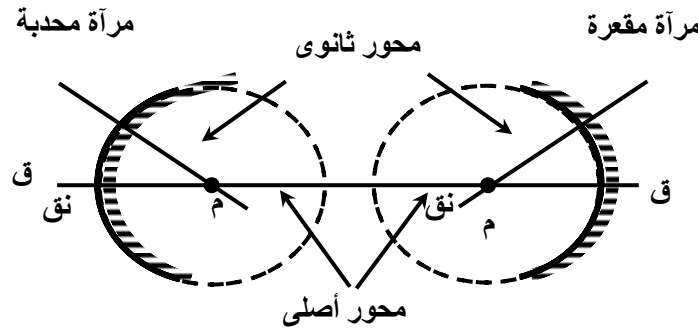 مرآة مقعرة
محور ثانوى
مرآة محدبة
ق
نق
م
نق
م
ق
محور أصلى